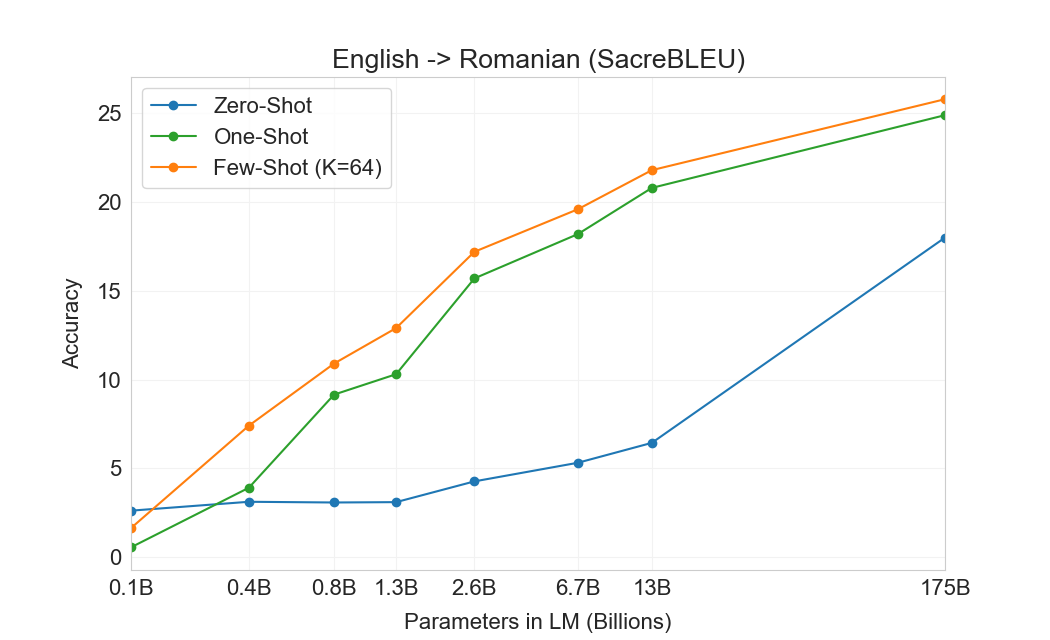 English -> Romanian (SacreBLEU)
Zero-Shot
One-Shot
Few-Shot (K=64)
Accuracy
25
20
15
10
5
0
0.1B 0.4B 0.8B 1.3B 2.6B 6.7B 13B 175B
Parameters in LM (Billions)